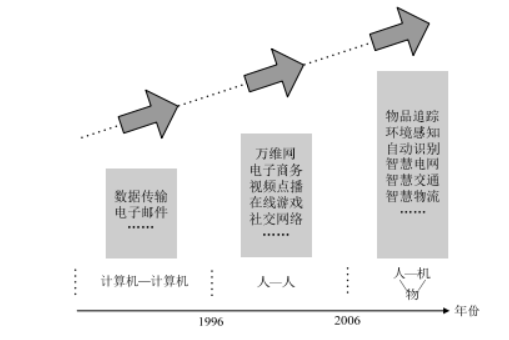 数据传输
电子邮件
……
万维网
电子商务
视频点播
在线游戏
社交网络
……
物品追踪
环境感知
自动识别
智慧电网
智慧交通
智慧物流
……
计算机—计算机
人—人
人—机
物
1996
2006
年份